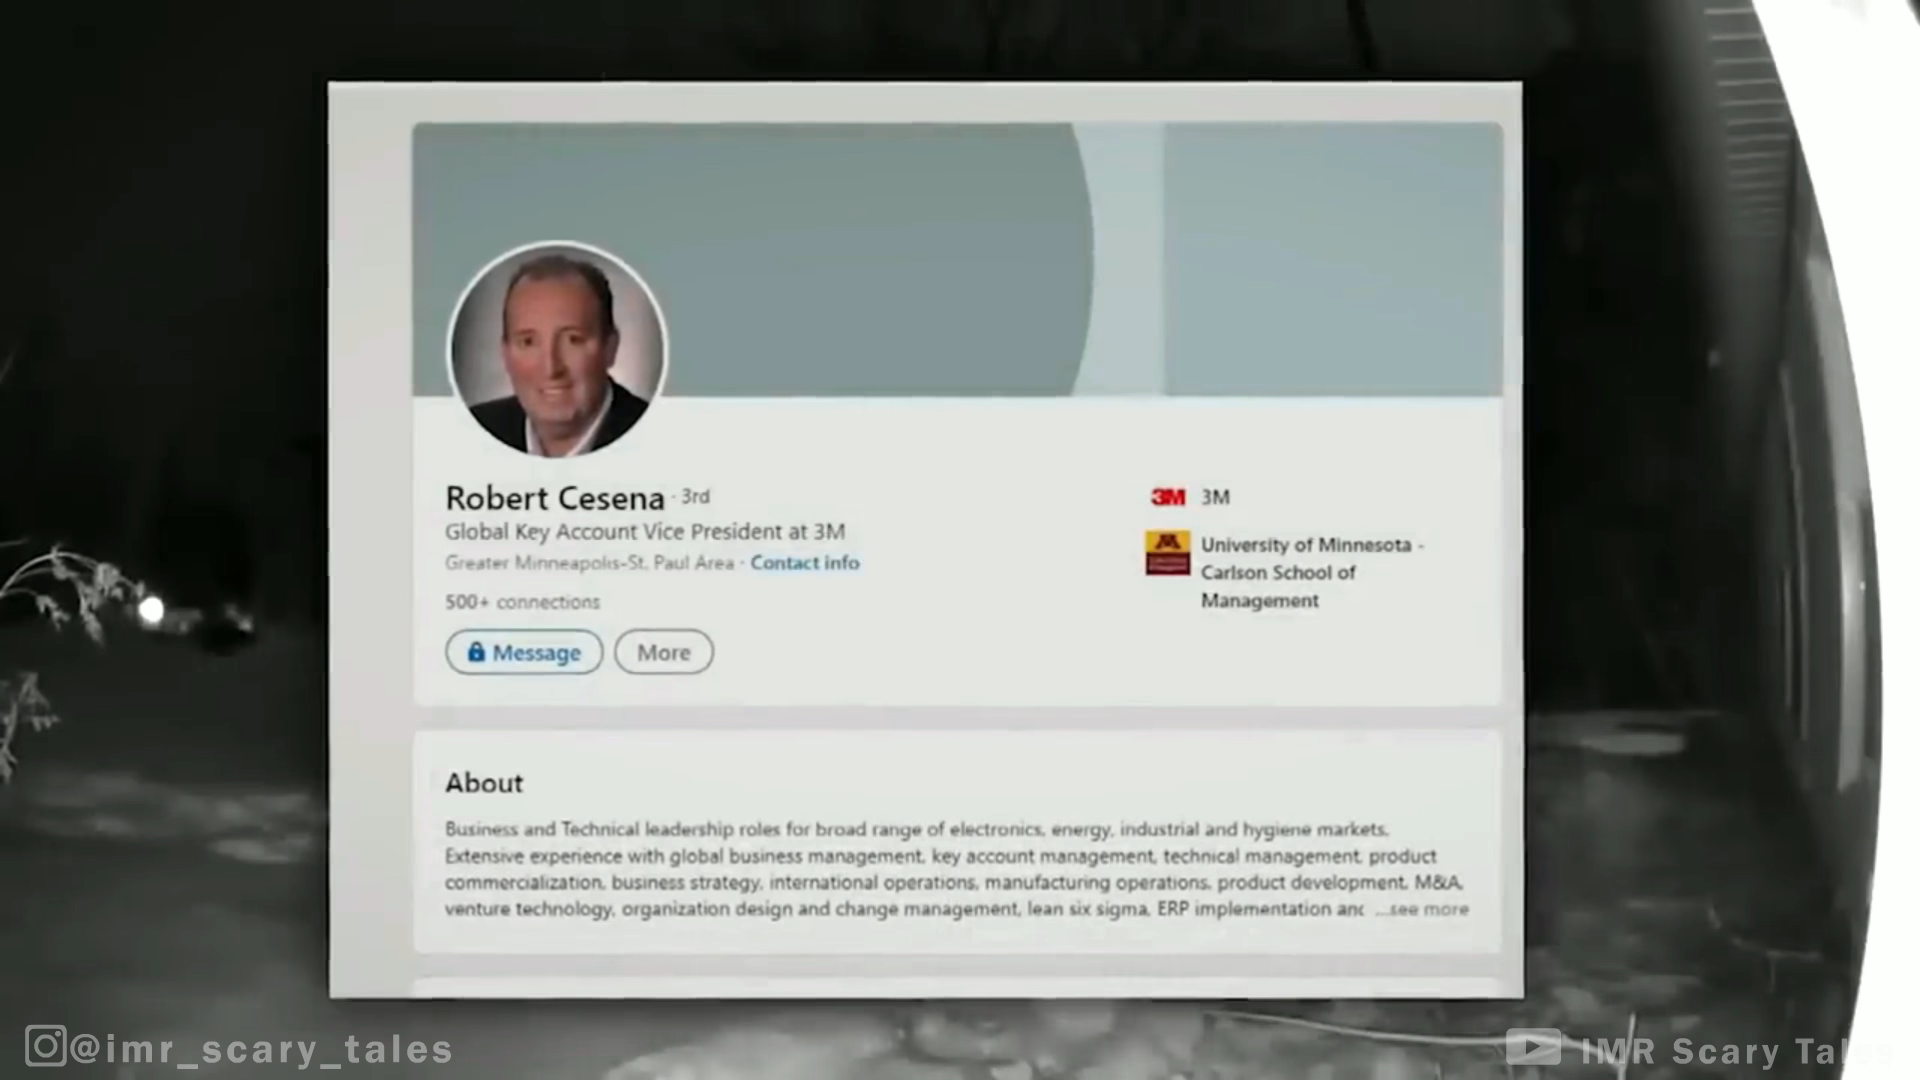 Robert Cesena · 3rd
Global Key Account Vice President at 3M
Greater Minneapolis-St. Paul Area · Contact info
500+ connections
Message
More
3M 3M
University of Minnesota -
Carlson School of
Management
About
Business and Technical leadership roles for broad range of electronics, energy, industrial and hygiene markets.
Extensive experience with global business management, key account management, technical management, product
commercialization, business strategy, international operations, manufacturing operations, product development, M&A,
venture technology, organization design and change management, lean six sigma, ERP implementation anc ...see more
@imr_scary_tales
IMR Scary Tales